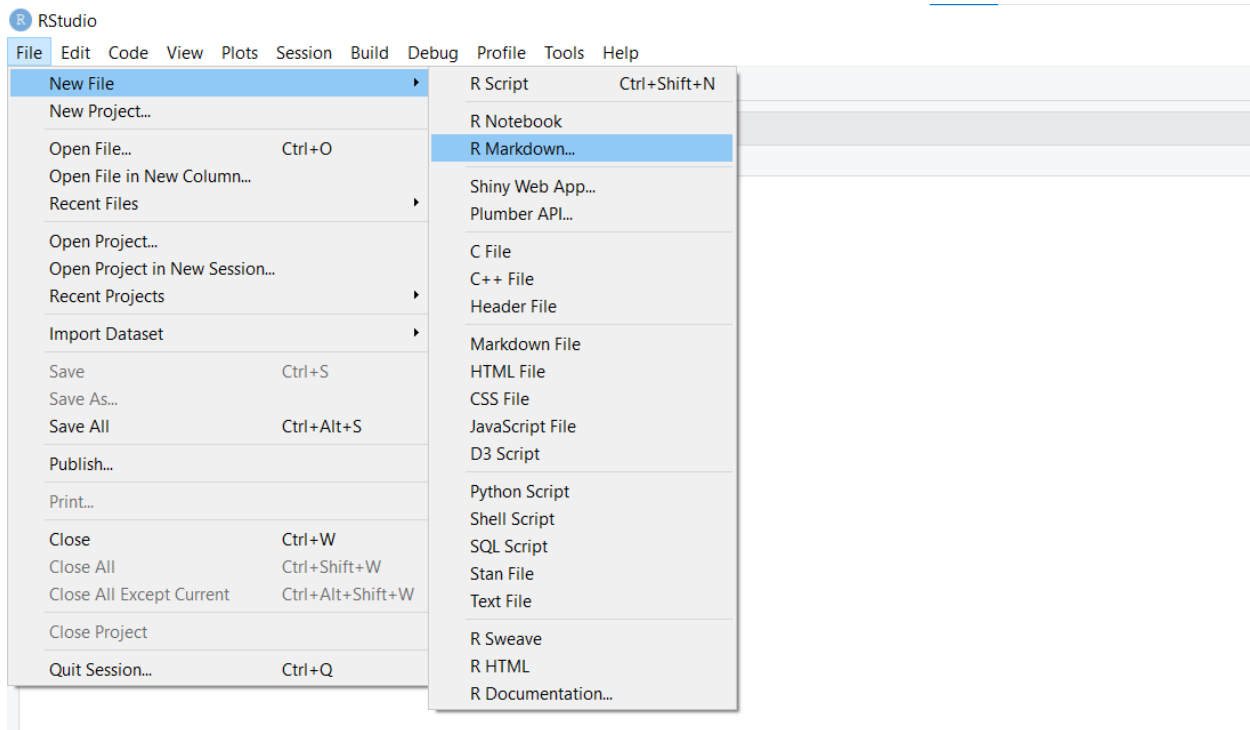 R RStudio
File Edit Code View Plots Session Build Debug Profile Tools Help
New File
New Project...
Open File... Ctrl+O
Open File in New Column...
Recent Files
Open Project...
Open Project in New Session...
Recent Projects
Import Dataset
Save Ctrl+S
Save As...
Save All Ctrl+Alt+S
Publish...
Print...
Close Ctrl+W
Close All Ctrl+Shift+W
Close All Except Current Ctrl+Alt+Shift+W
Close Project
Quit Session... Ctrl+Q
R Script Ctrl+Shift+N
R Notebook
R Markdown...
Shiny Web App...
Plumber API...
C File
C++ File
Header File
Markdown File
HTML File
CSS File
JavaScript File
D3 Script
Python Script
Shell Script
SQL Script
Stan File
Text File
R Sweave
R HTML
R Documentation...